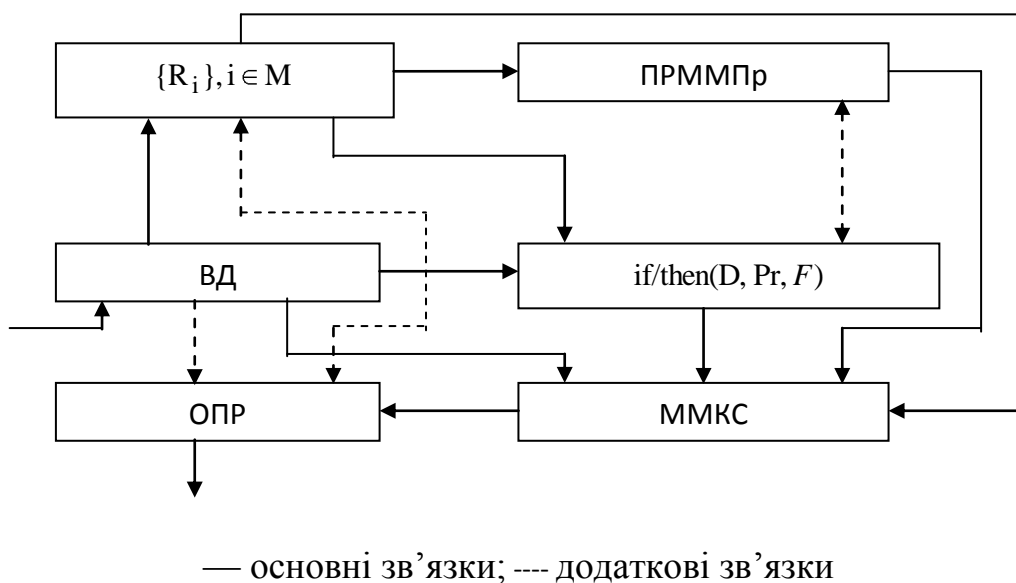 {R_i}, i ∈ M
ПРММПр
ВД
if/then(D, Pr, F)
ОПР
ММКС
— основні зв’язки; ---- додаткові зв’язки